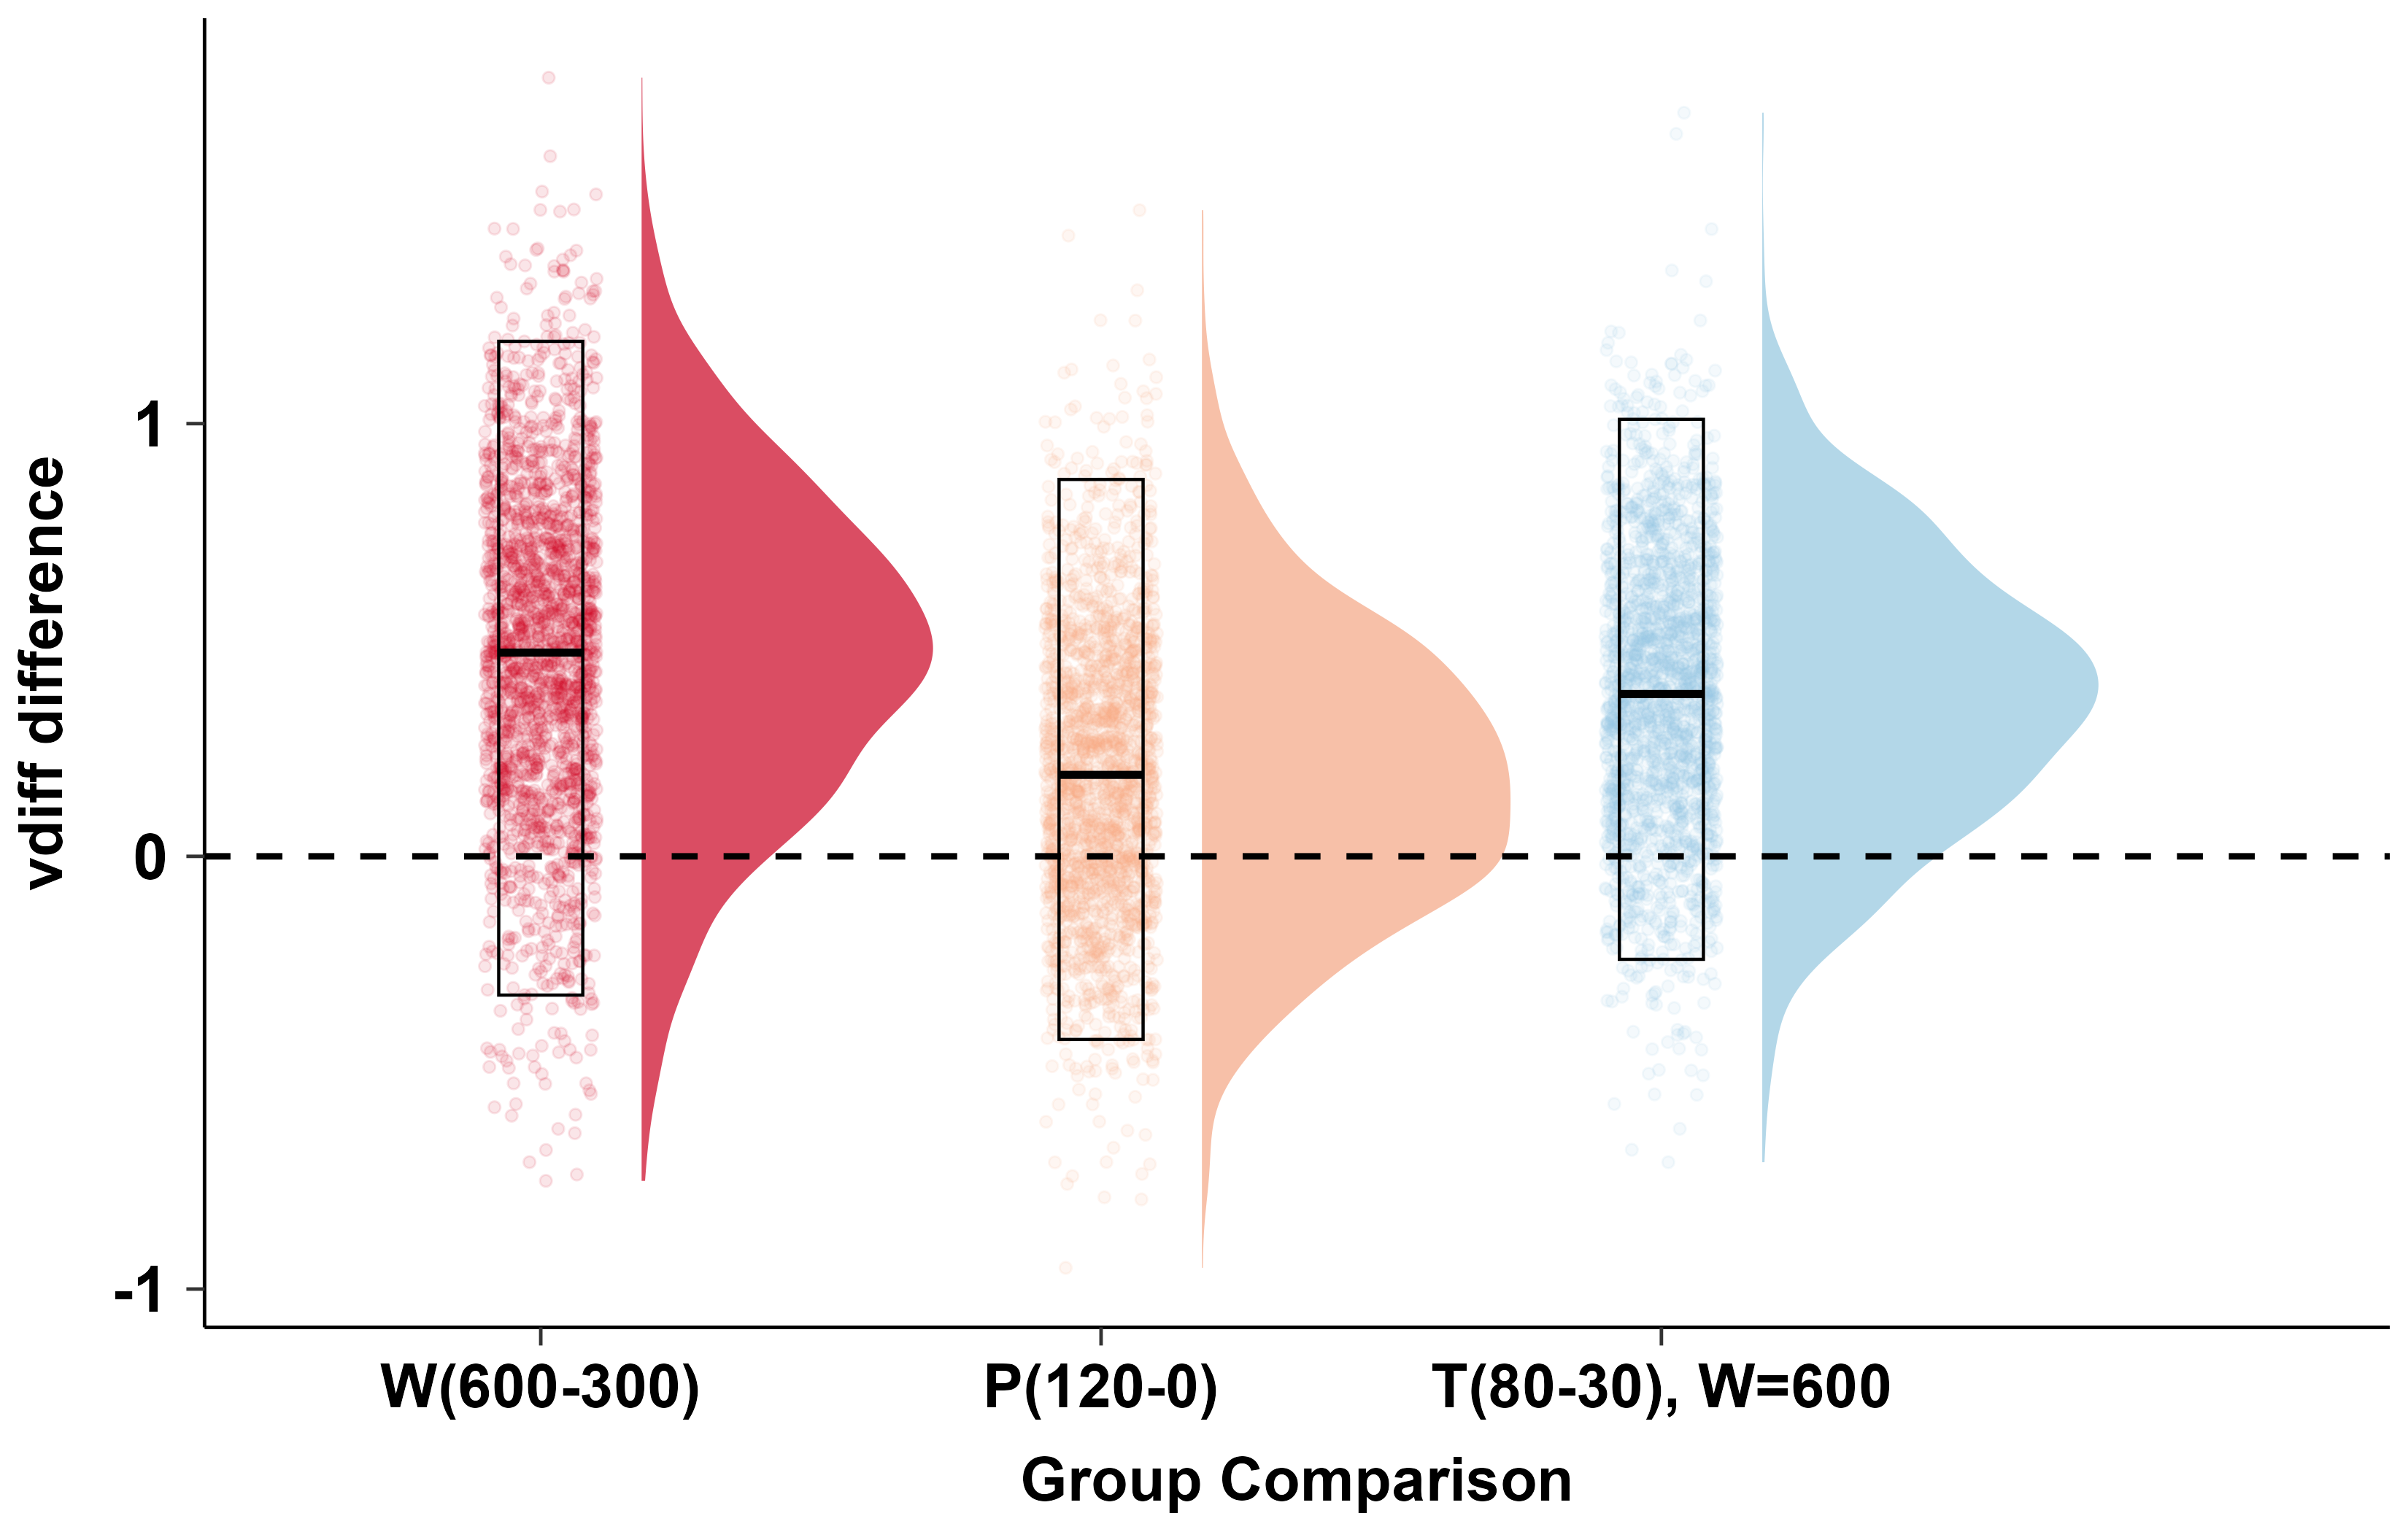 vdiff difference
1
0
-1
W(600-300)
P(120-0)
T(80-30), W=600
Group Comparison